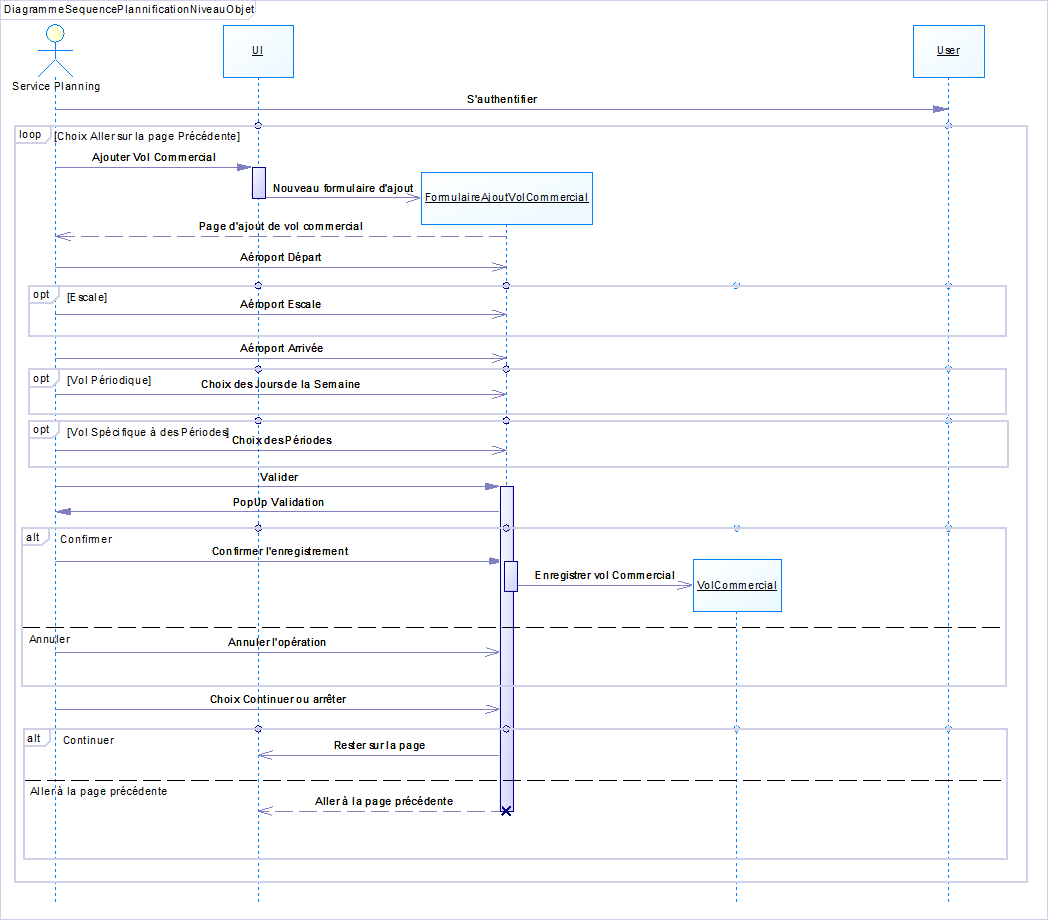 DiagrammeSequencePlannificationNiveauObjet
UI
User
Service Planning
S'authentifier
loop
[Choix Aller sur la page Précédente]
Ajouter Vol Commercial
Nouveau formulaire d'ajout
FormulaireAjoutVolCommercial
Page d'ajout de vol commercial
Aéroport Départ
opt
[Escale]
Aéroport Escale
Aéroport Arrivée
opt
[Vol Périodique]
Choix des Jours de la Semaine
opt
[Vol Spécifique à des Périodes]
Choix des Périodes
Valider
PopUp Validation
alt
Confirmer
Confirmer l'enregistrement
Enregistrer vol Commercial
VolCommercial
Annuler
Annuler l'opération
Choix Continuer ou arrêter
alt
Continuer
Rester sur la page
Aller à la page précédente
Aller à la page précédente